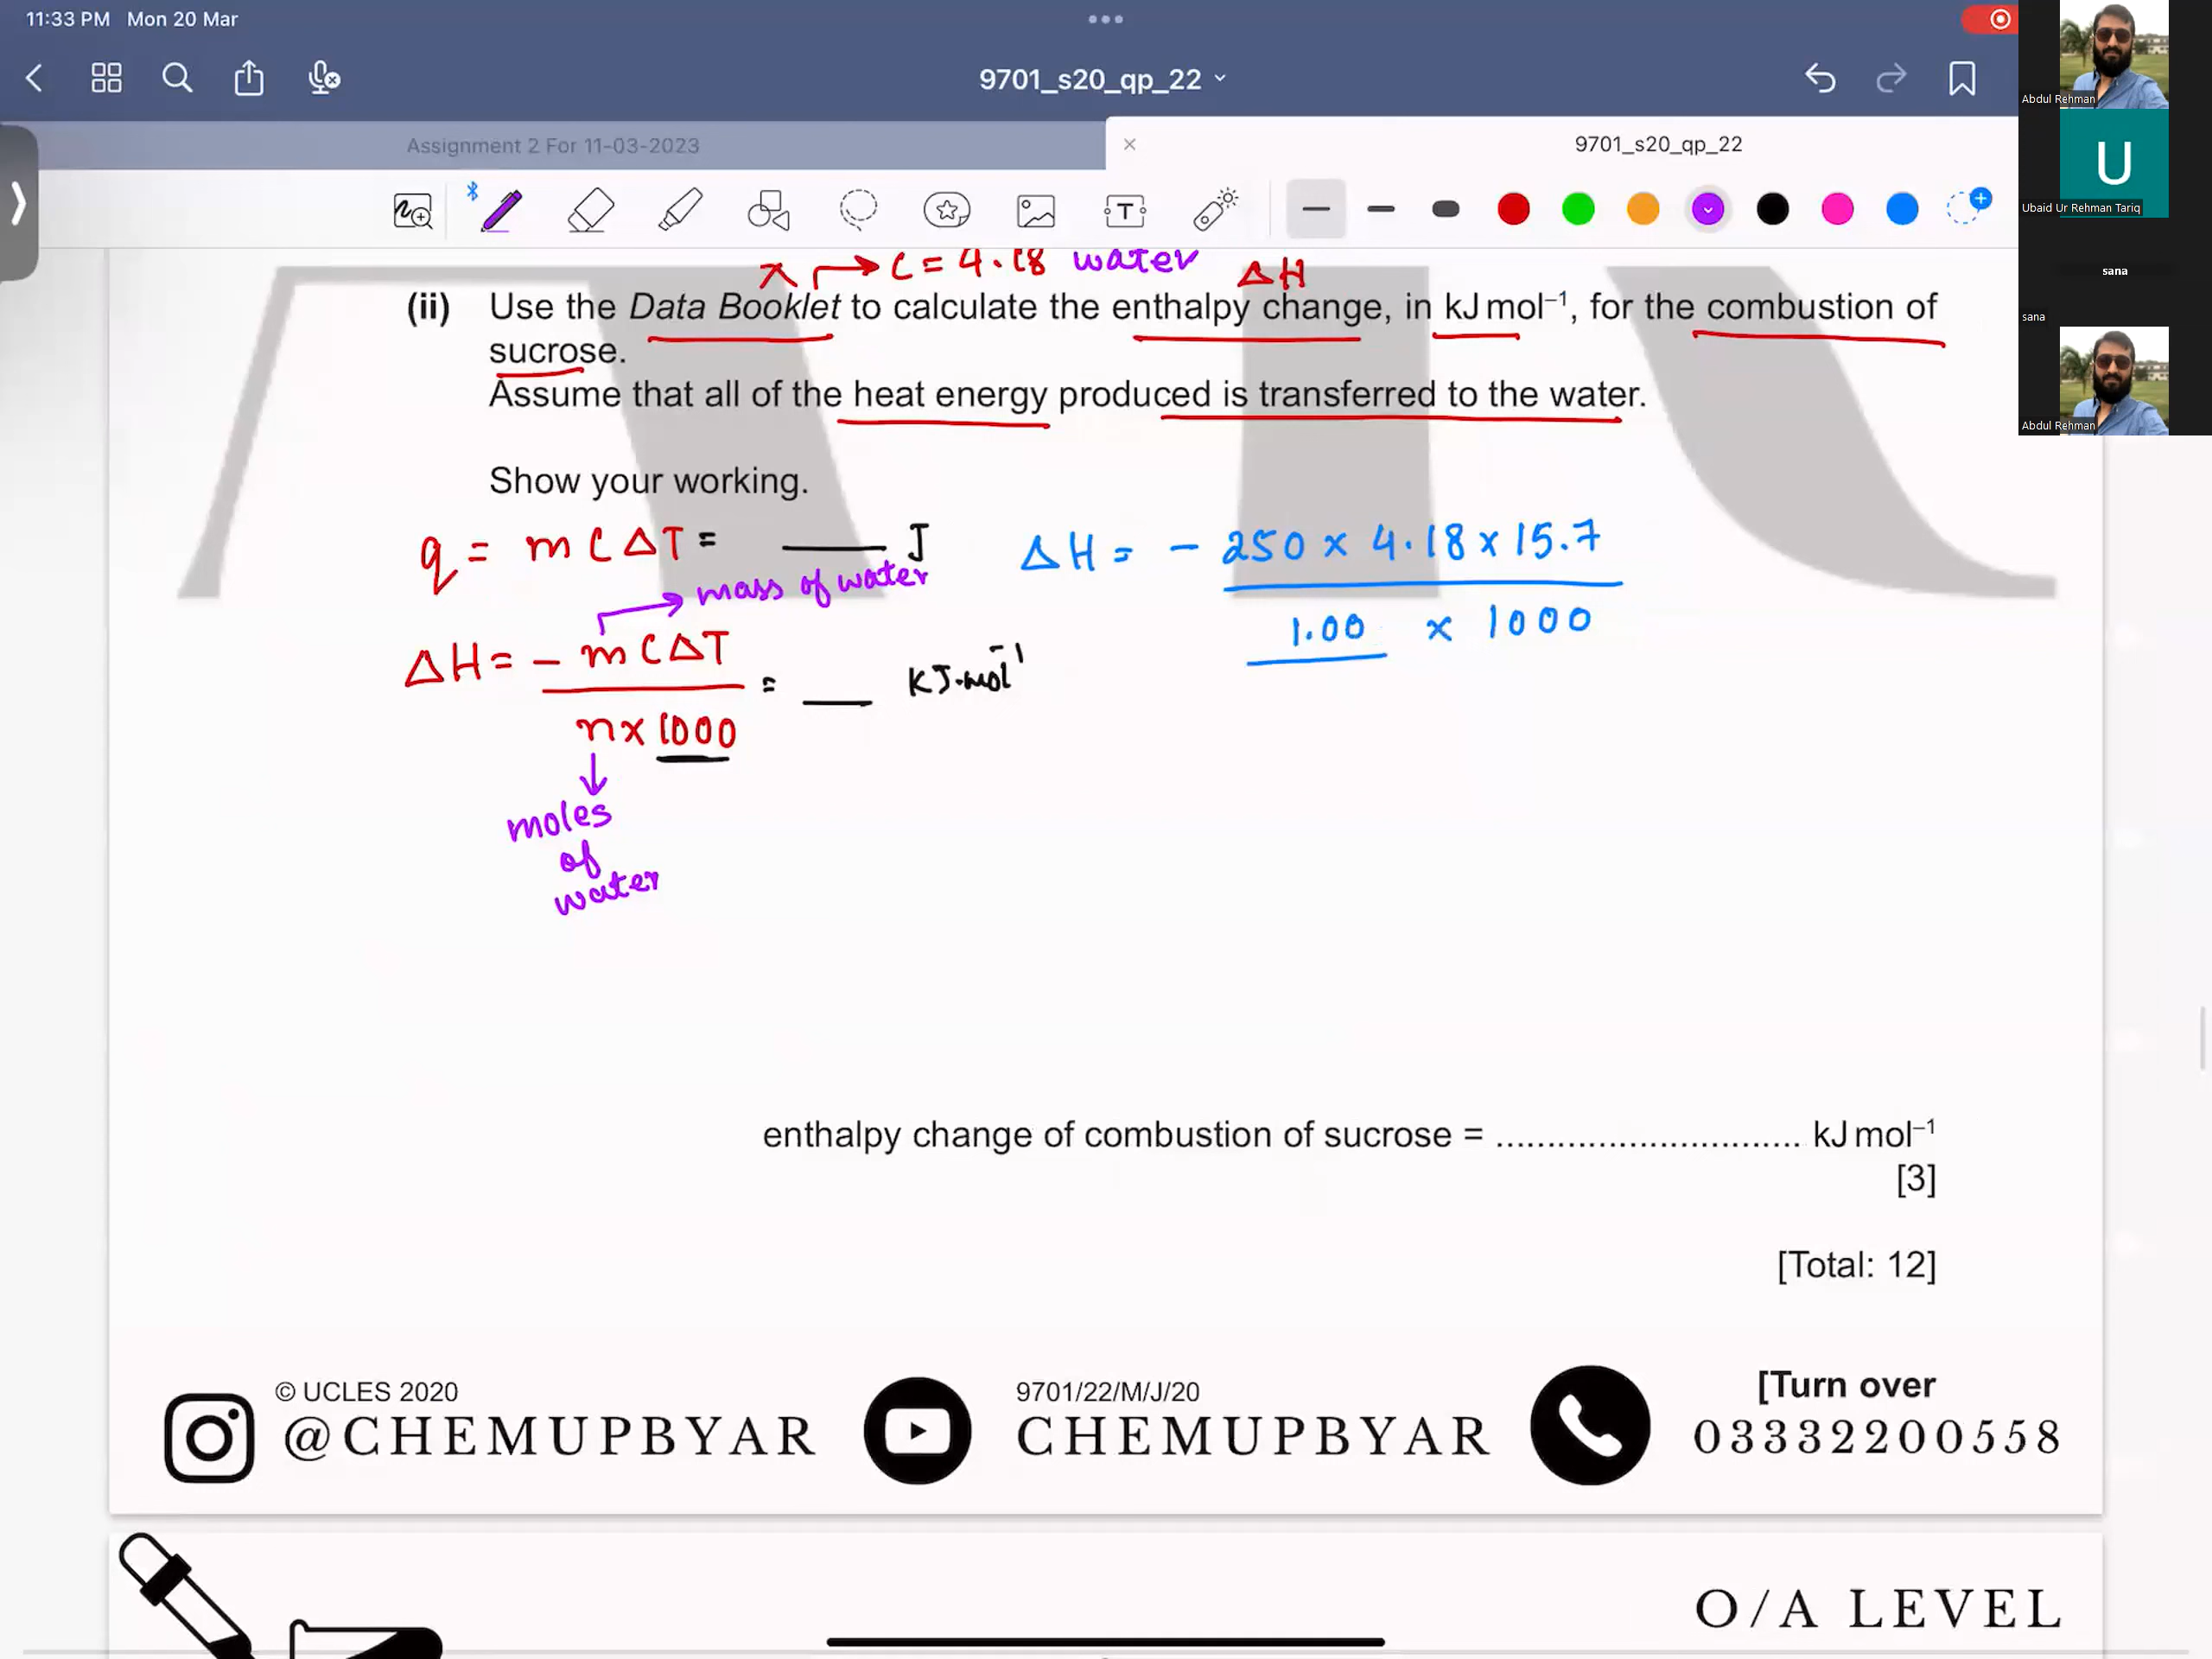 11:33 PM Mon 20 Mar
9701_s20_qp_22
Abdul Rehman
U
Ubaid Ur Rehman Tariq
sana
sana
Abdul Rehman
Assignment 2 For 11-03-2023
9701_s20_qp_22
T
C = 4.18 water ΔH
(ii) Use the Data Booklet to calculate the enthalpy change, in kJ mol⁻¹, for the combustion of
sucrose.
Assume that all of the heat energy produced is transferred to the water.
Show your working.
q = m C ΔT = ____ J
→ mass of water
ΔH = - m C ΔT
n x 1000
= __ KJ.mol⁻¹
↓
moles
of
water
ΔH = - 250 x 4.18 x 15.7
1.00 x 1000
enthalpy change of combustion of sucrose = .............................. kJ mol⁻¹
[3]
[Total: 12]
© UCLES 2020
9701/22/M/J/20
[Turn over
@CHEMUPBYAR
CHEMUPBYAR
03332200558
O/A LEVEL